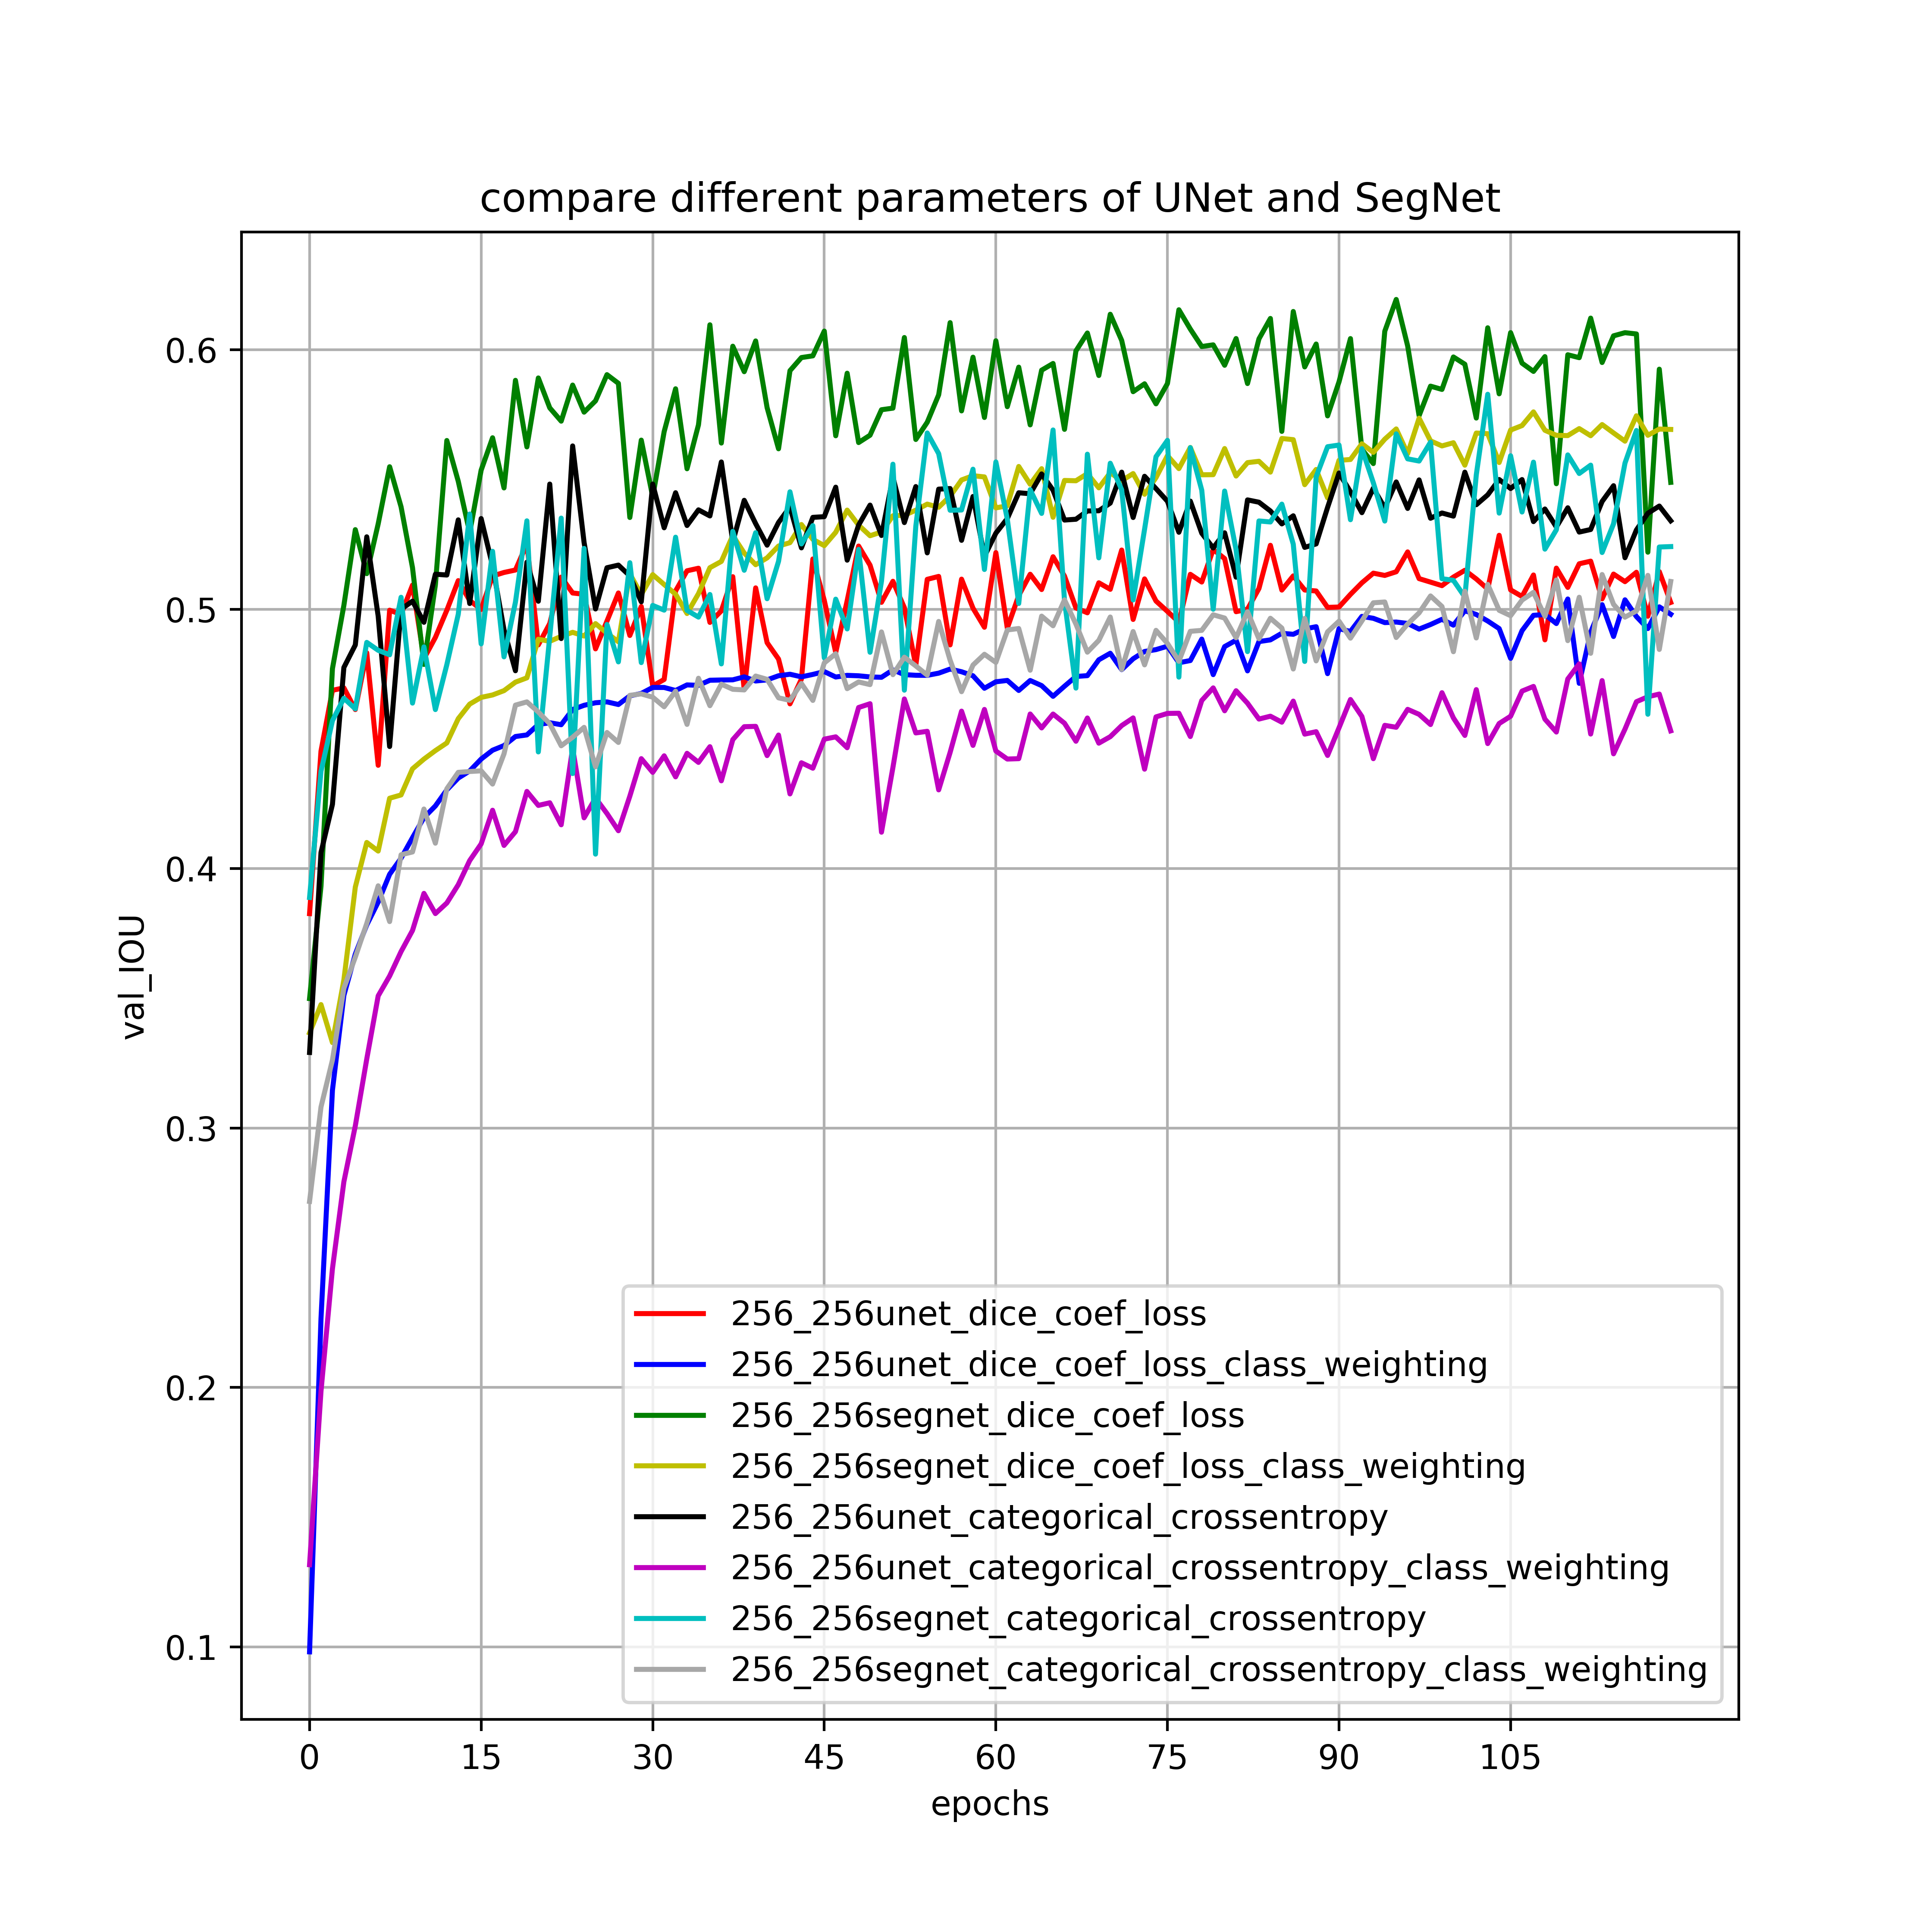 compare different parameters of UNet and SegNet
0.6
0.5
0.4
0.3
0.2
0.1
val_IOU
256_256unet_dice_coef_loss
256_256unet_dice_coef_loss_class_weighting
256_256segnet_dice_coef_loss
256_256segnet_dice_coef_loss_class_weighting
256_256unet_categorical_crossentropy
256_256unet_categorical_crossentropy_class_weighting
256_256segnet_categorical_crossentropy
256_256segnet_categorical_crossentropy_class_weighting
0 15 30 45 60 75 90 105
epochs